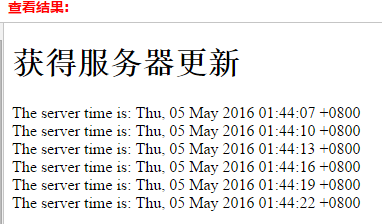 查看结果:
获得服务器更新
The server time is: Thu, 05 May 2016 01:44:07 +0800
The server time is: Thu, 05 May 2016 01:44:10 +0800
The server time is: Thu, 05 May 2016 01:44:13 +0800
The server time is: Thu, 05 May 2016 01:44:16 +0800
The server time is: Thu, 05 May 2016 01:44:19 +0800
The server time is: Thu, 05 May 2016 01:44:22 +0800